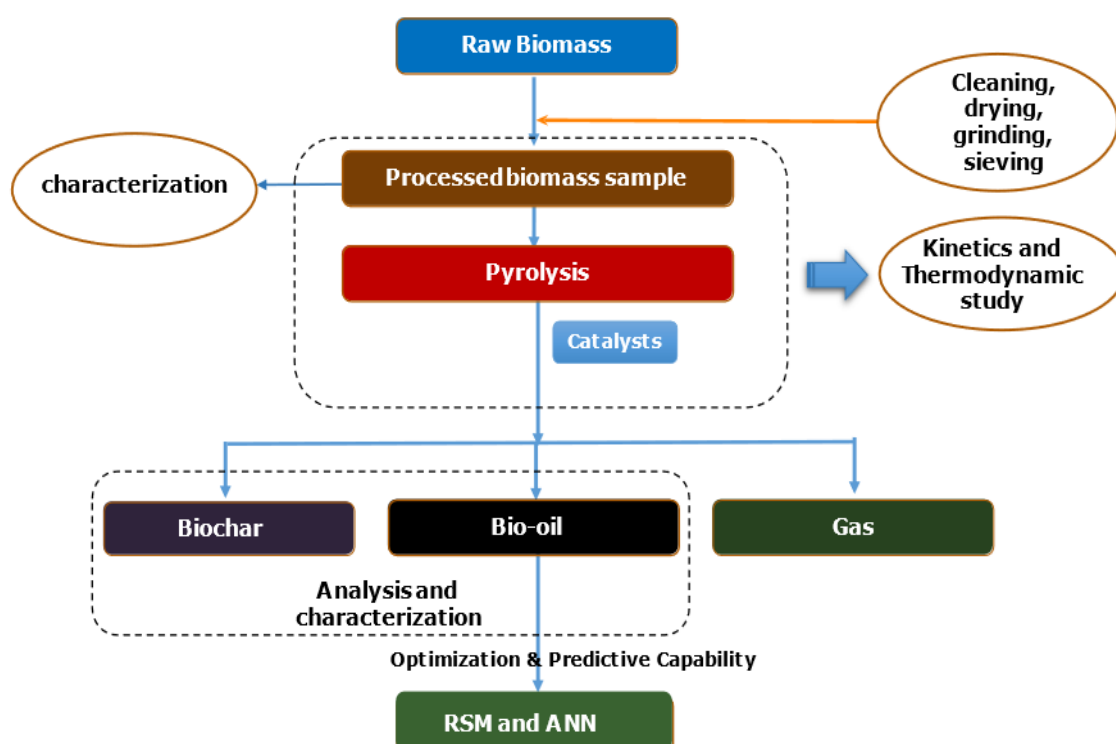 Raw Biomass
Cleaning,
drying,
grinding,
sieving
characterization
Processed biomass sample
Pyrolysis
Kinetics and
Thermodynamic
study
Catalysts
Biochar
Bio-oil
Gas
Analysis and
characterization
Optimization & Predictive Capability
RSM and ANN